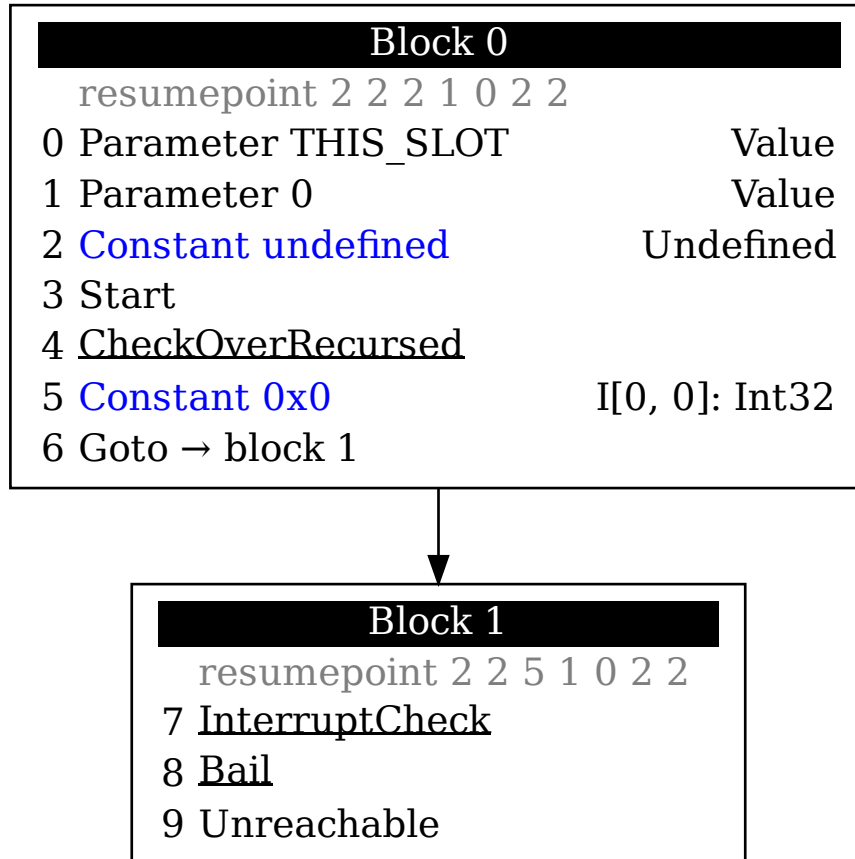 Block 0
resumepoint 2 2 2 1 0 2 2
0 Parameter THIS_SLOT Value
1 Parameter 0 Value
2 Constant undefined Undefined
3 Start
4 CheckOverRecursed
5 Constant 0x0 I[0, 0]: Int32
6 Goto → block 1
Block 1
resumepoint 2 2 5 1 0 2 2
7 InterruptCheck
8 Bail
9 Unreachable